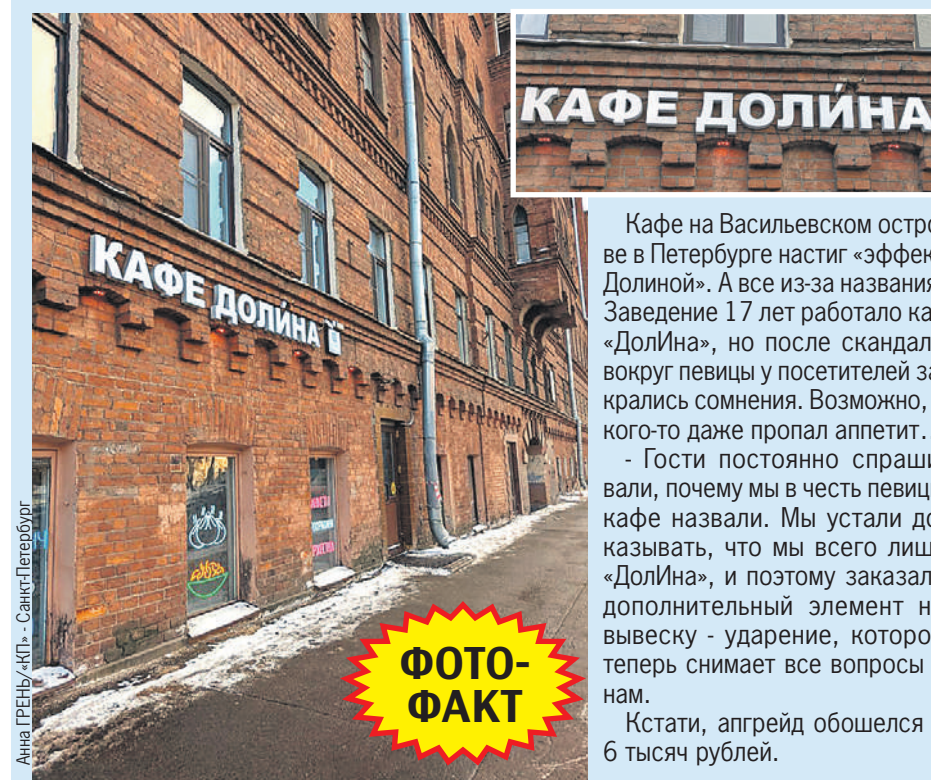 КАФЕ ДОЛИ́НА
КАФЕ ДОЛИ́НА
Кафе на Васильевском остро-
ве в Петербурге настиг «эффек
Долиной». А все из-за названия
Заведение 17 лет работало ка
«ДолИна», но после скандал
вокруг певицы у посетителей за
крались сомнения. Возможно,
кого-то даже пропал аппетит.
- Гости постоянно спраши
вали, почему мы в честь певиц
кафе назвали. Мы устали до
казывать, что мы всего лиш
«ДолИна», и поэтому заказал
дополнительный элемент н
вывеску - ударение, которо
теперь снимает все вопросы
нам.
Кстати, апгрейд обошелся
6 тысяч рублей.
ФОТО-
ФАКТ
Анна ГРЕНЬ/«КП» - Санкт-Петербург